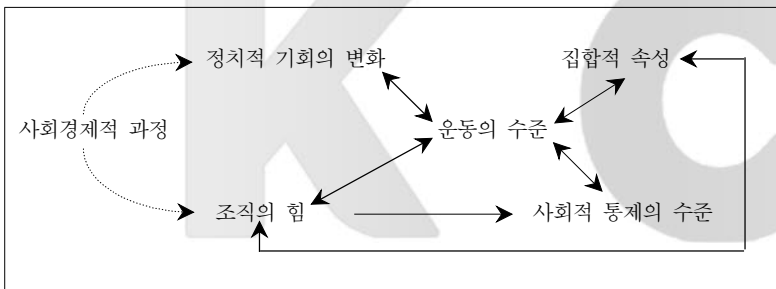 정치적 기회의 변화
집합적 속성
사회경제적 과정
운동의 수준
조직의 힘
사회적 통제의 수준